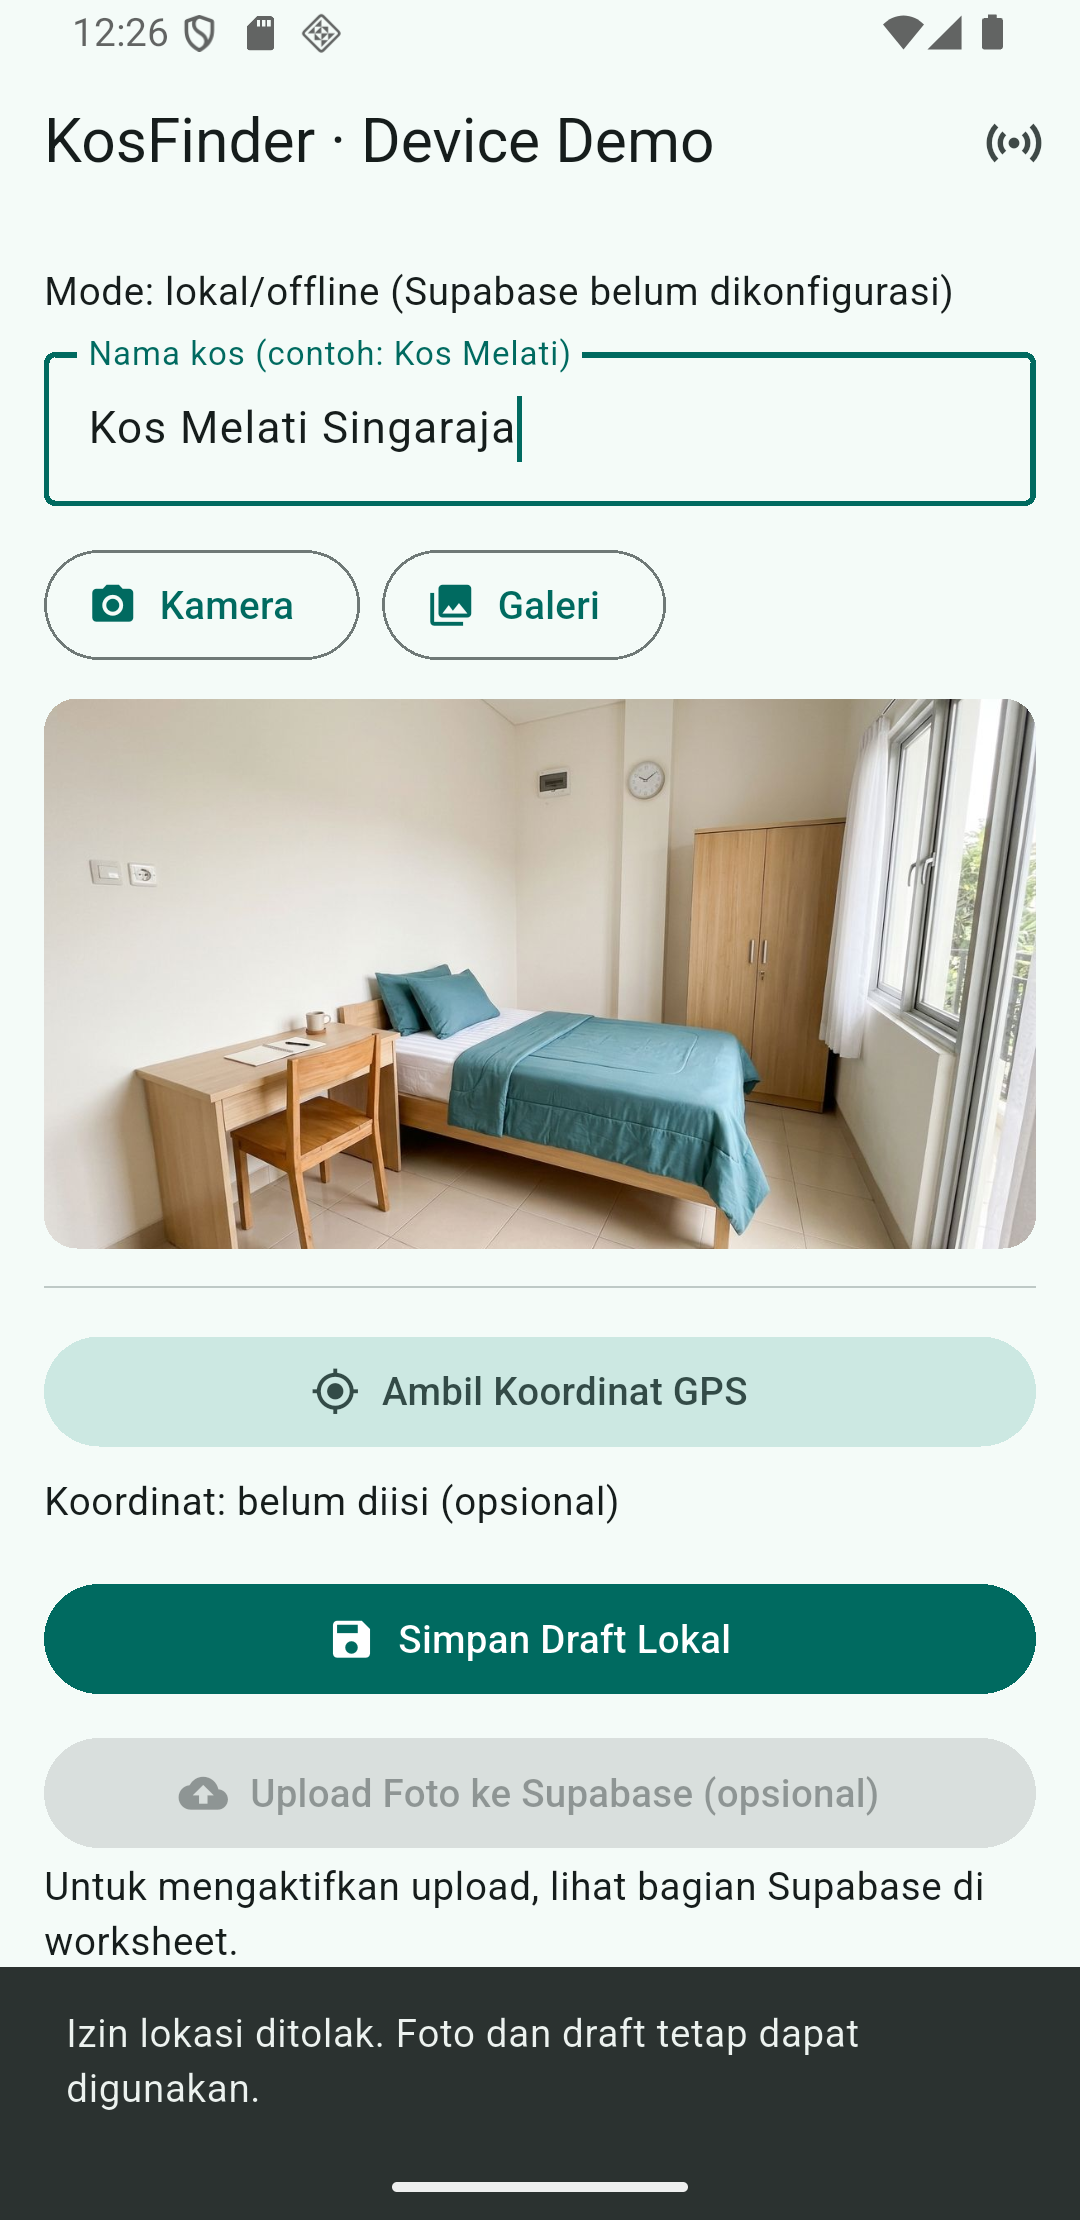 12:26
KosFinder · Device Demo
Mode: lokal/offline (Supabase belum dikonfigurasi)
Nama kos (contoh: Kos Melati)
Kos Melati Singaraja
Kamera
Galeri
Ambil Koordinat GPS
Koordinat: belum diisi (opsional)
Simpan Draft Lokal
Upload Foto ke Supabase (opsional)
Untuk mengaktifkan upload, lihat bagian Supabase di
worksheet.
Izin lokasi ditolak. Foto dan draft tetap dapat
digunakan.